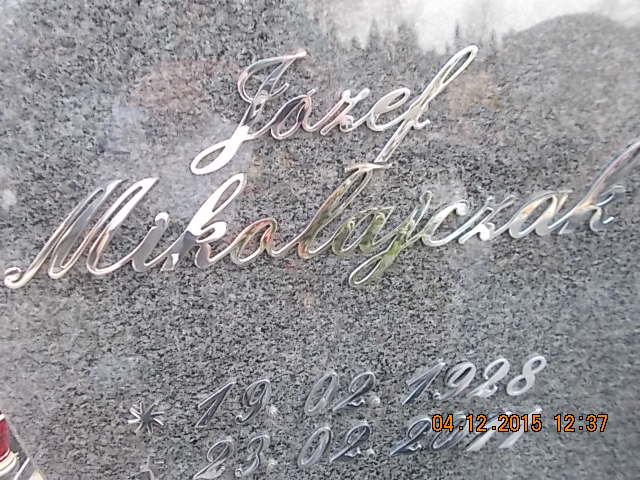 Jozef
Mikolajczak
* 19. 02. 1928
23. 02.
04.12.2015 12:37